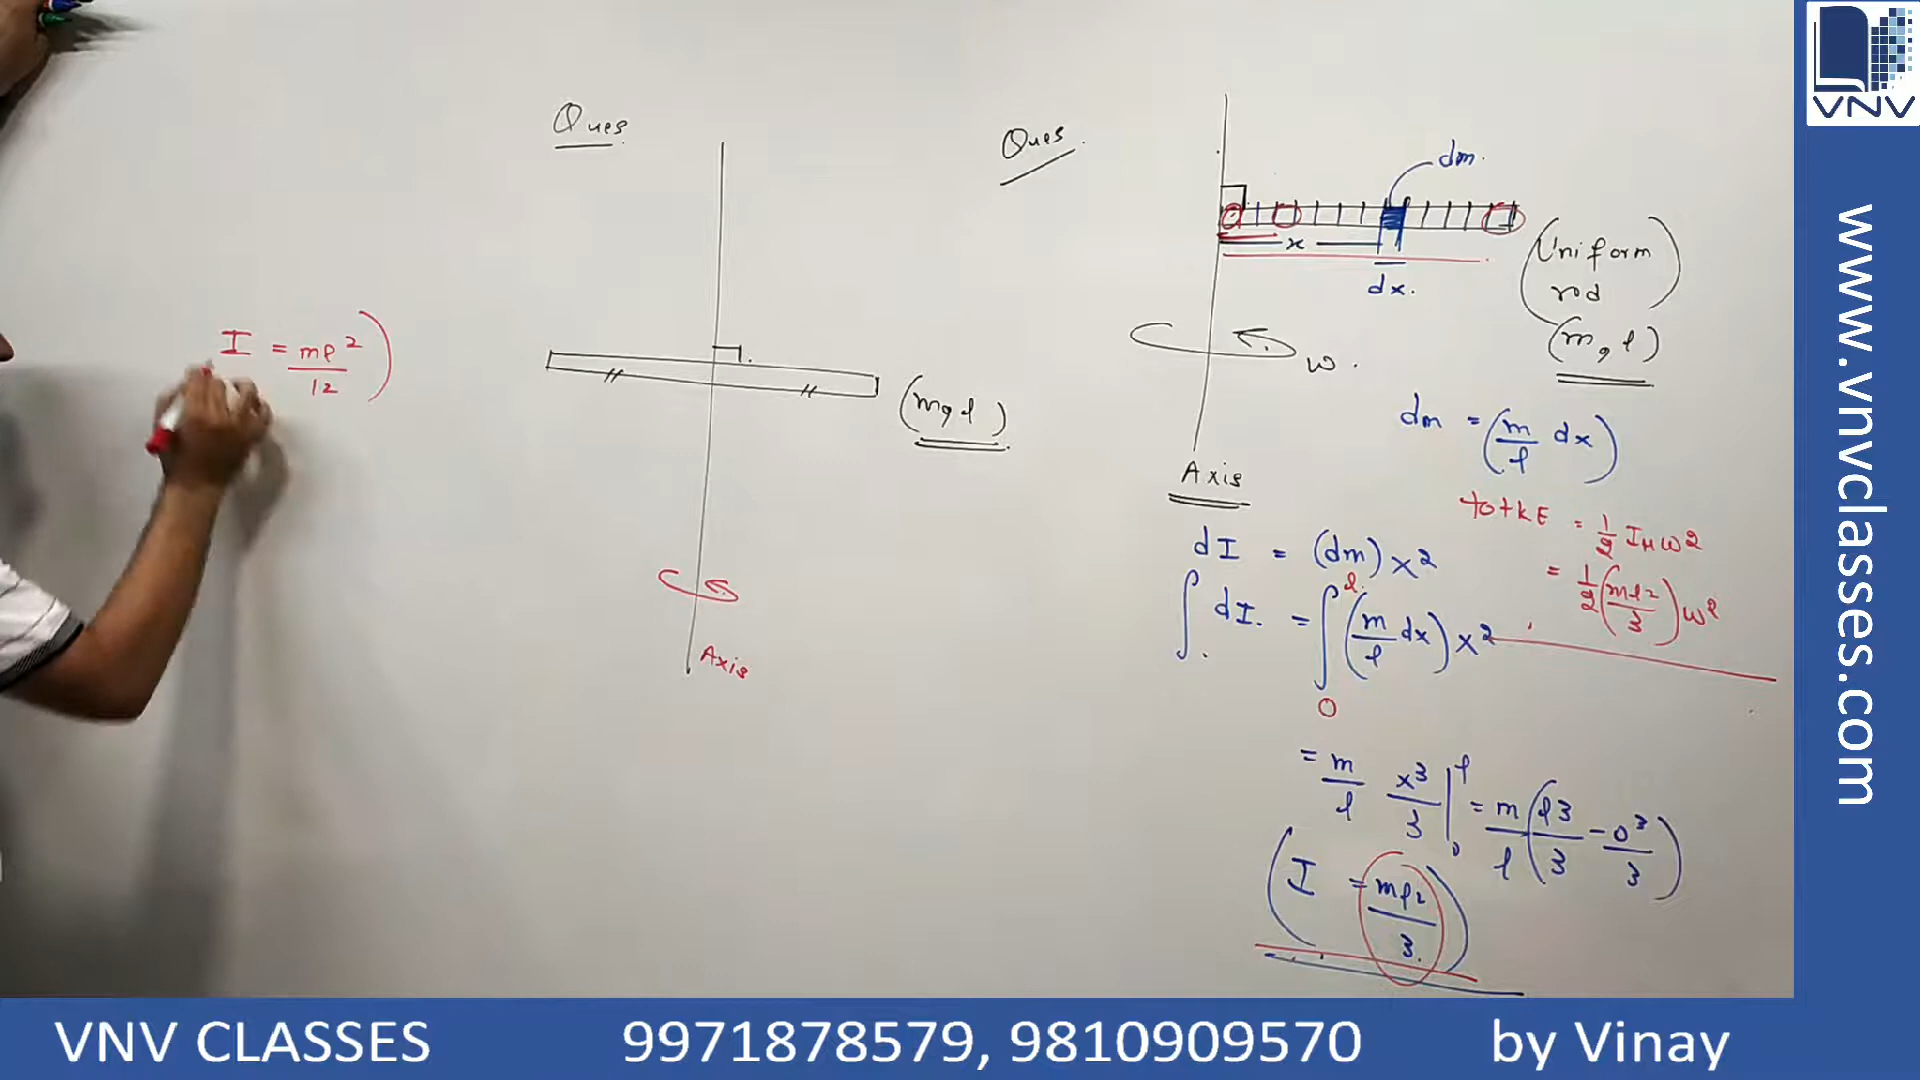 I = mℓ²/12)
Ques
(m, ℓ)
Axis
Ques.
dm.
x
dx.
(Uniform
rod
(m, ℓ)
ω.
Axis
dm = (m/ℓ dx)
tot KE = 1/2 I_H ω²
= 1/2 (mℓ²/3) ω²
dI = (dm) x²
∫ dI. = ∫₀^ℓ (m/ℓ dx) x²
= m/ℓ x³/3 |₀^ℓ = m/ℓ (ℓ³/3 - 0³/3)
(I = mℓ²/3.)
VNV
www.vnvclasses.com
VNV CLASSES 9971878579, 9810909570 by Vinay